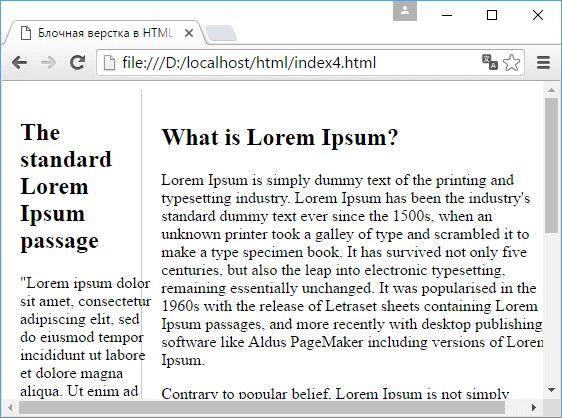 Блочная верстка в HTML
file:///D:/localhost/html/index4.html
The
standard
Lorem
Ipsum
passage
"Lorem ipsum dolor
sit amet, consectetur
adipiscing elit, sed
do eiusmod tempor
incididunt ut labore
et dolore magna
aliqua. Ut enim ad
What is Lorem Ipsum?
Lorem Ipsum is simply dummy text of the printing and
typesetting industry. Lorem Ipsum has been the industry's
standard dummy text ever since the 1500s, when an
unknown printer took a galley of type and scrambled it to
make a type specimen book. It has survived not only five
centuries, but also the leap into electronic typesetting,
remaining essentially unchanged. It was popularised in the
1960s with the release of Letraset sheets containing Lorem
Ipsum passages, and more recently with desktop publishing
software like Aldus PageMaker including versions of Lorem
Ipsum.
Contrary to popular belief, Lorem Ipsum is not simply